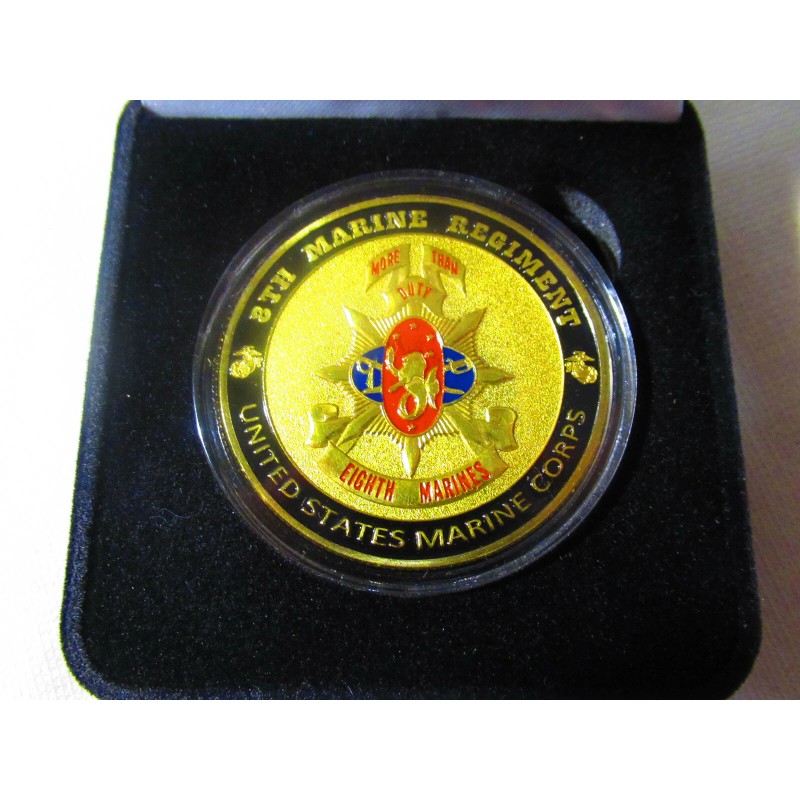 8TH MARINE REGIMENT
MORE THAN
DUTY
EIGHTH MARINES
UNITED STATES MARINE CORPS